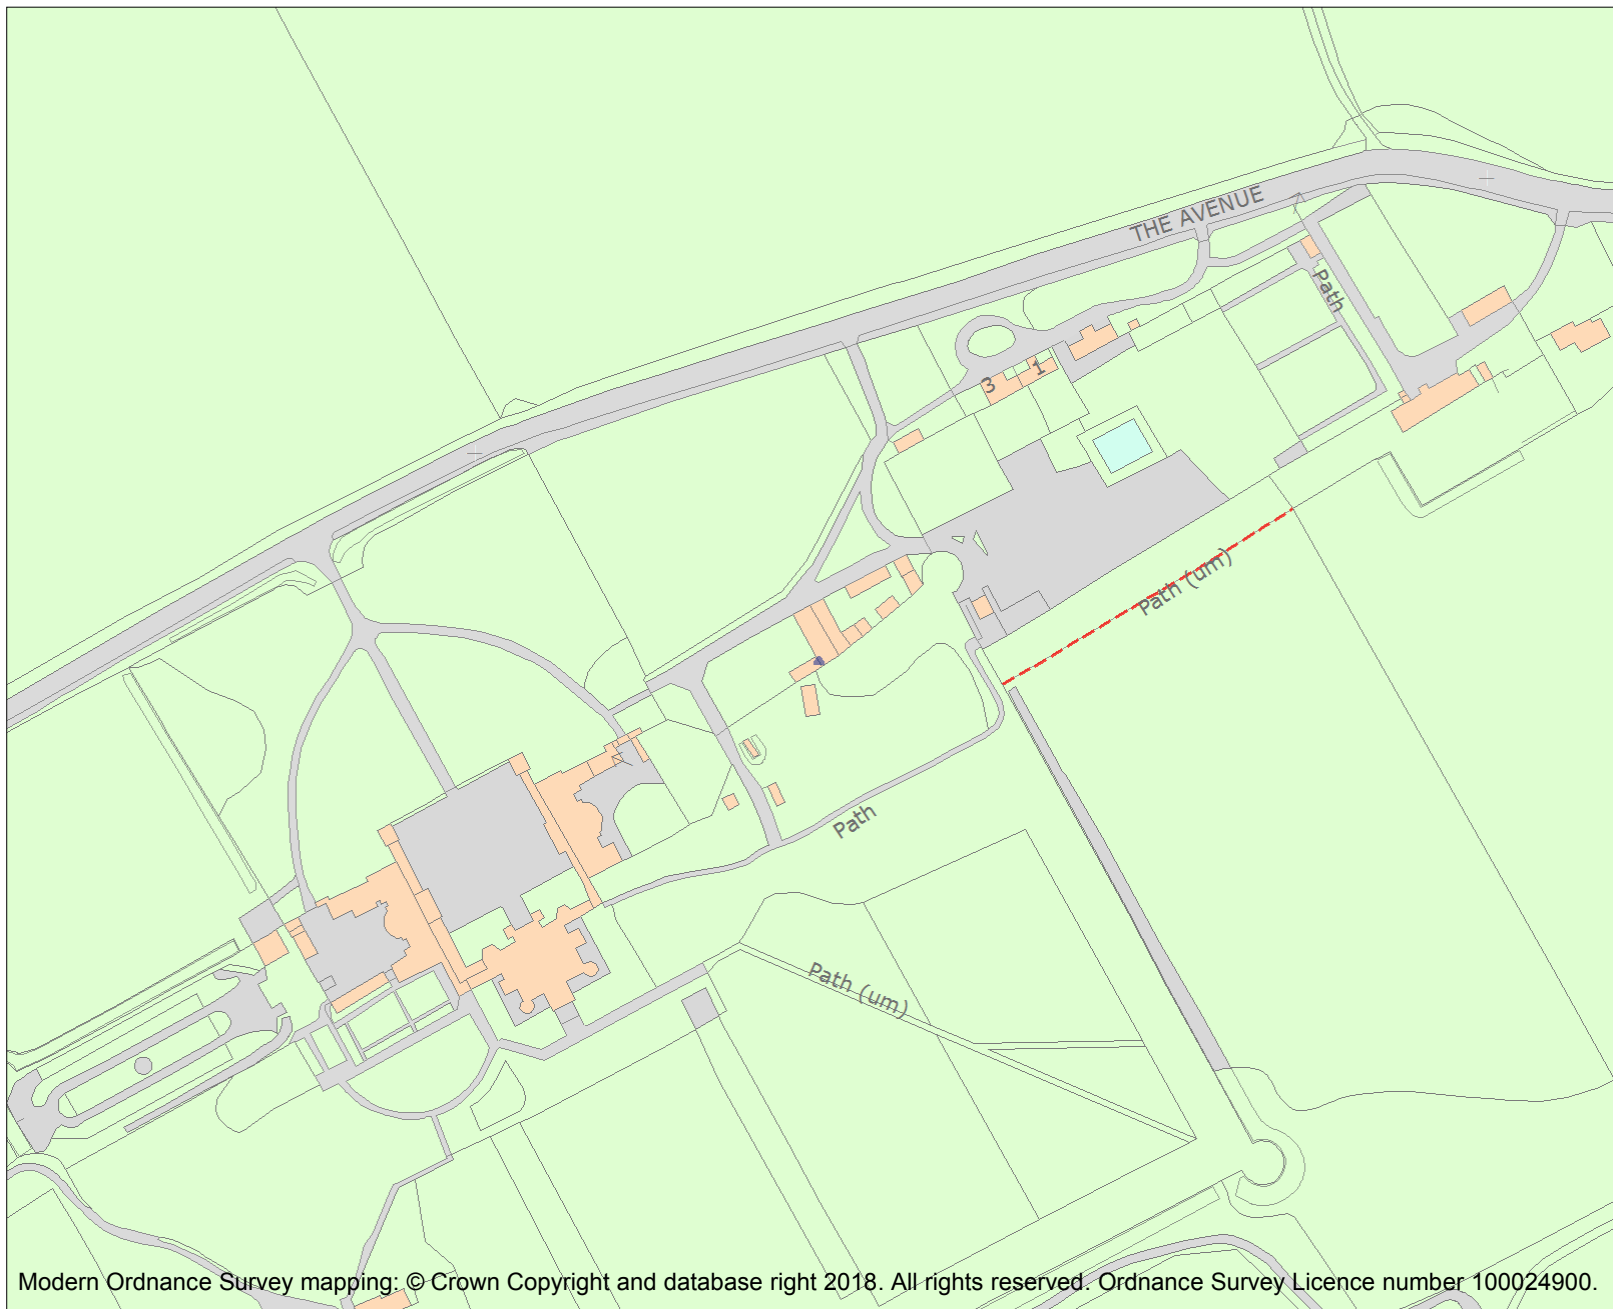 THE AVENUE
Path
3
1
Path (um)
Path
Path (um)
Modern Ordnance Survey mapping: © Crown Copyright and database right 2018. All rights reserved. Ordnance Survey Licence number 100024900.